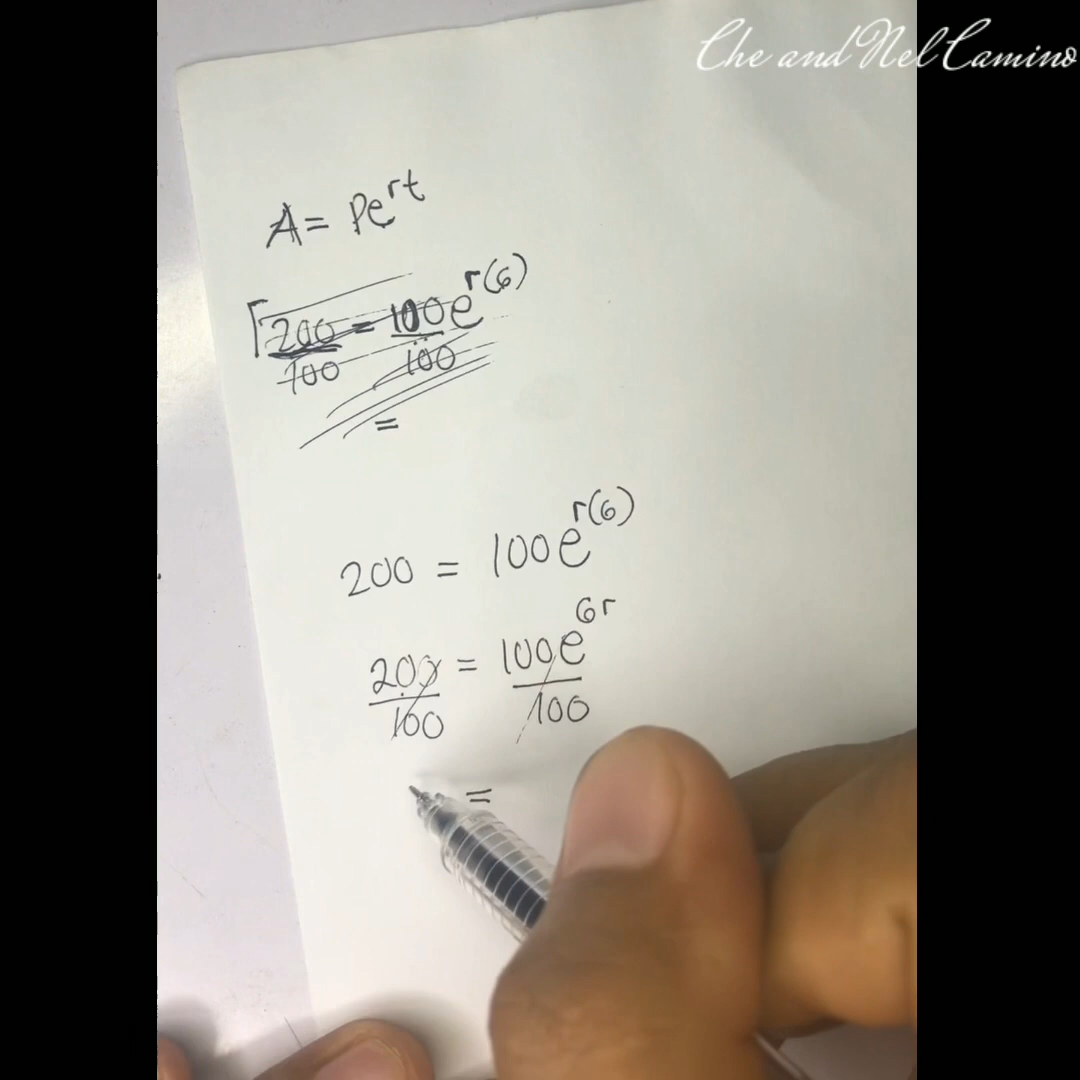 Che and Nel Camino
A = Pe^{rt}
200 = 100e^{r(6)}
100 100
=
200 = 100e^{r(6)}
200 = 100e^{6r}
100 100
=